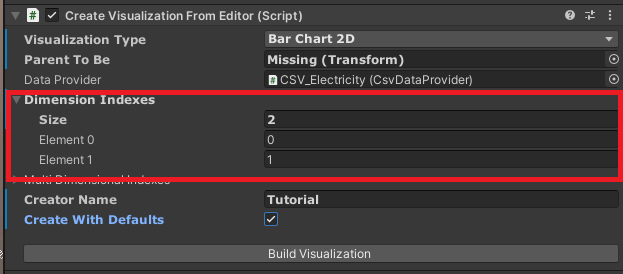 Create Visualization From Editor (Script)
Visualization Type Bar Chart 2D
Parent To Be Missing (Transform)
Data Provider CSV_Electricity (CsvDataProvider)
Dimension Indexes
Size 2
Element 0 0
Element 1 1
Multi Dimensional Indexes
Creator Name Tutorial
Create With Defaults
Build Visualization